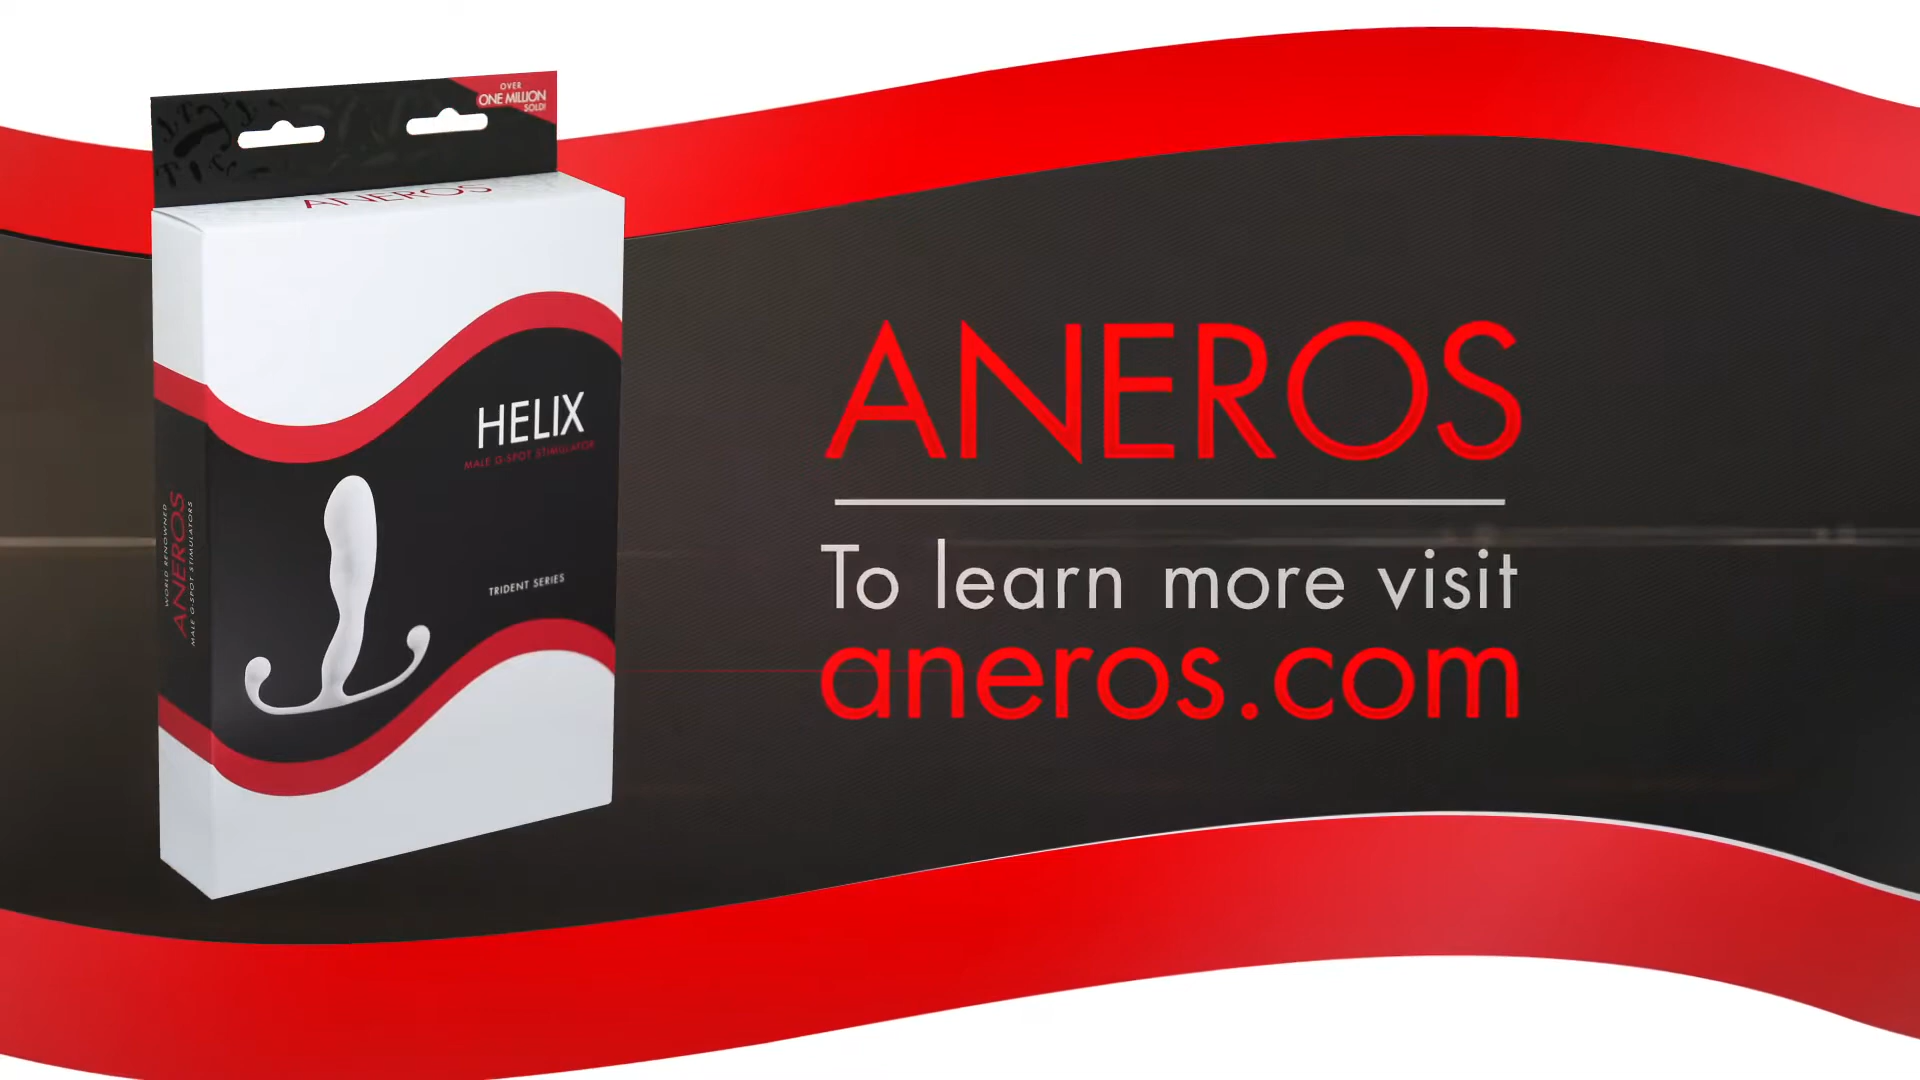 OVER
ONE MILLION
SOLD!
ANEROS
HELIX
MALE G-SPOT STIMULATOR
TRIDENT SERIES
WORLD RENOWNED
ANEROS
MALE G-SPOT STIMULATORS
ANEROS
To learn more visit
aneros.com